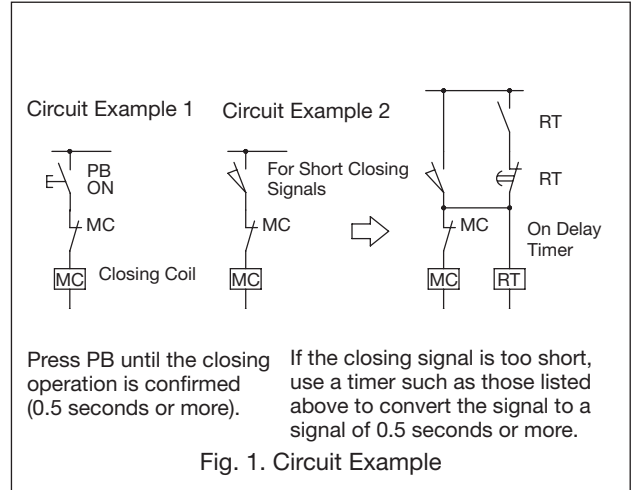 Circuit Example 1
Circuit Example 2
PB
ON
MC
MC
Closing Coil
For Short Closing
Signals
MC
MC
RT
RT
MC
On Delay
Timer
MC
RT
Press PB until the closing
operation is confirmed
(0.5 seconds or more).
If the closing signal is too short,
use a timer such as those listed
above to convert the signal to a
signal of 0.5 seconds or more.
Fig. 1. Circuit Example